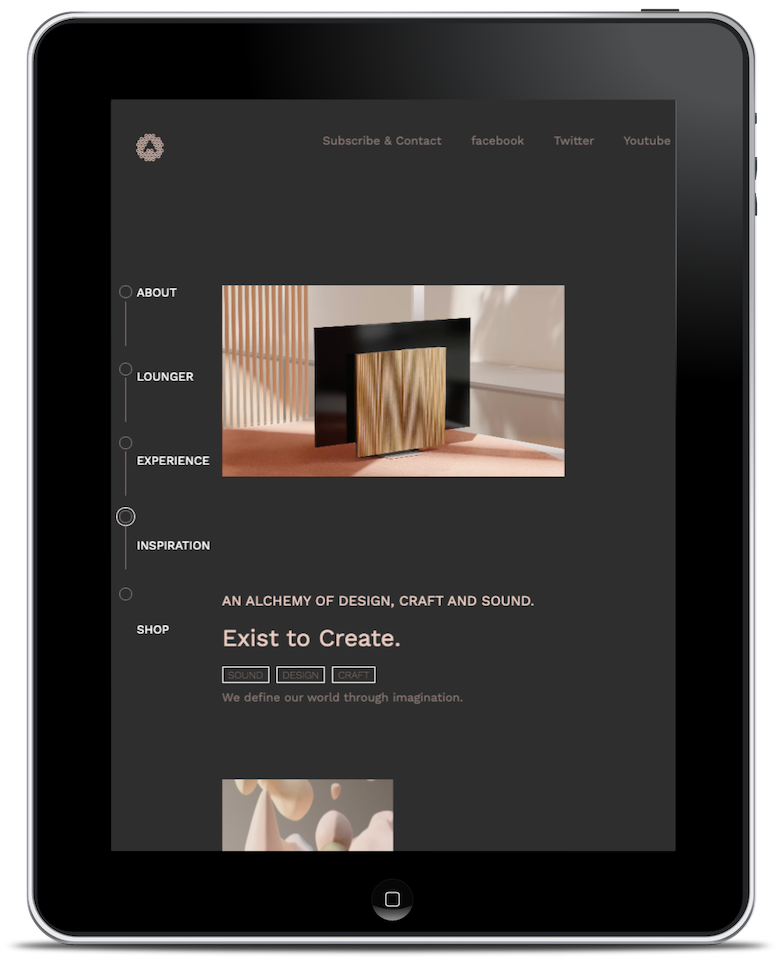 Subscribe & Contact facebook Twitter Youtube
ABOUT
LOUNGER
EXPERIENCE
INSPIRATION
SHOP
AN ALCHEMY OF DESIGN, CRAFT AND SOUND.
Exist to Create.
SOUND DESIGN CRAFT
We define our world through imagination.